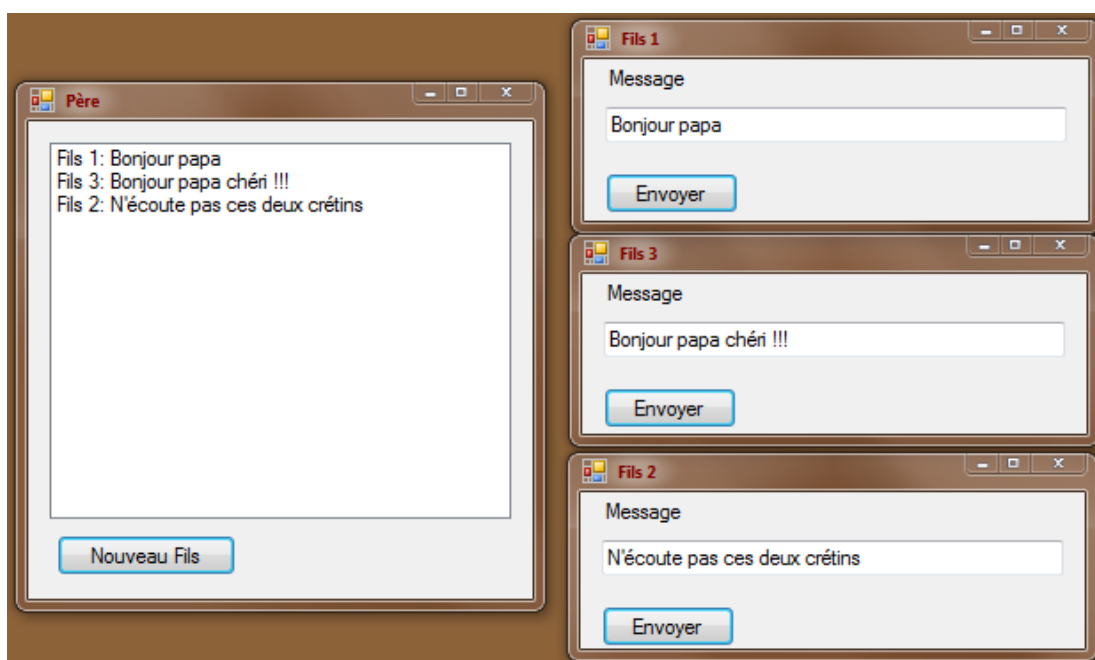 Père
Fils 1: Bonjour papa
Fils 3: Bonjour papa chéri !!!
Fils 2: N'écoute pas ces deux crétins
Nouveau Fils
Fils 1
Message
Bonjour papa
Envoyer
Fils 3
Message
Bonjour papa chéri !!!
Envoyer
Fils 2
Message
N'écoute pas ces deux crétins
Envoyer